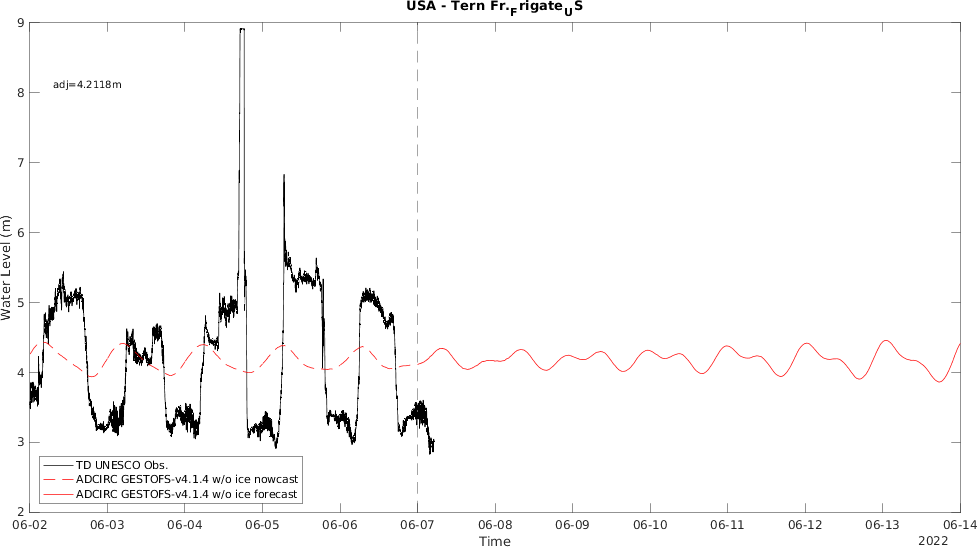 USA - Tern Fr.FrigateUS
9
8
7
6
5
4
3
2
Water Level (m)
adj=4.2118m
TD UNESCO Obs.
ADCIRC GESTOFS-v4.1.4 w/o ice nowcast
ADCIRC GESTOFS-v4.1.4 w/o ice forecast
06-02 06-03 06-04 06-05 06-06 06-07 06-08 06-09 06-10 06-11 06-12 06-13 06-14
Time
2022